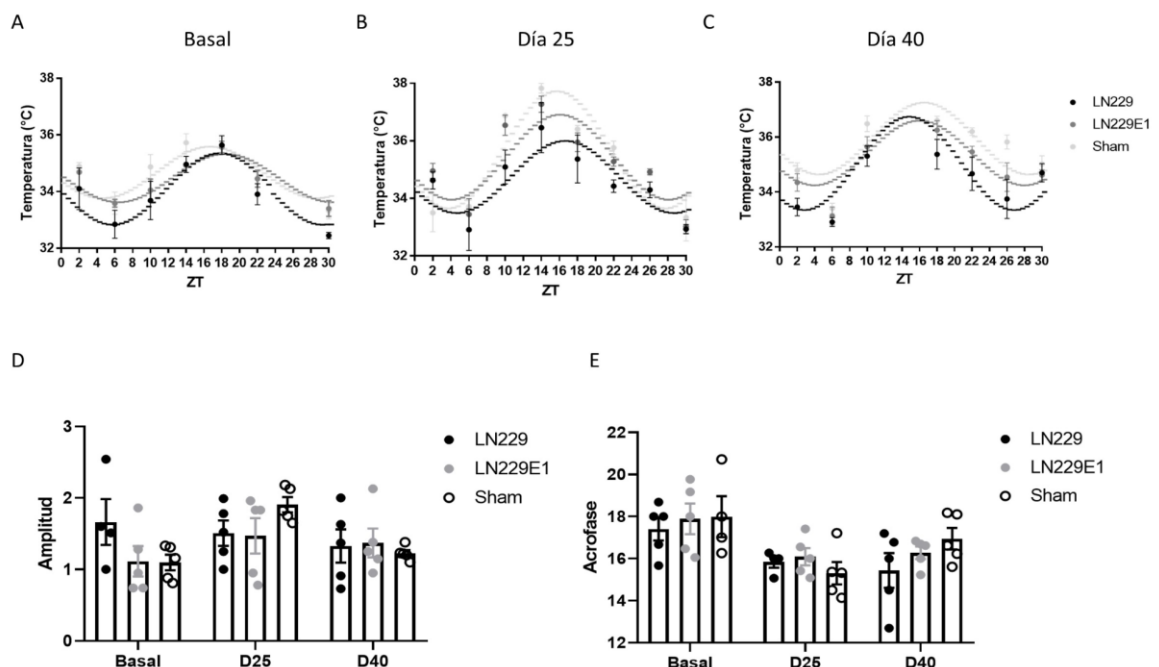 A
Basal
B
Día 25
C
Día 40
Temperatura (°C)
38
36
34
32
0 2 4 6 8 10 12 14 16 18 20 22 24 26 28 30
ZT
Temperatura (°C)
38
36
34
32
0 2 4 6 8 10 12 14 16 18 20 22 24 26 28 30
ZT
Temperatura (°C)
38
36
34
32
0 2 4 6 8 10 12 14 16 18 20 22 24 26 28 30
ZT
LN229
LN229E1
Sham
D
Amplitud
3
2
1
0
Basal D25 D40
LN229
LN229E1
Sham
E
Acrofase
22
20
18
16
14
12
Basal D25 D40
LN229
LN229E1
Sham